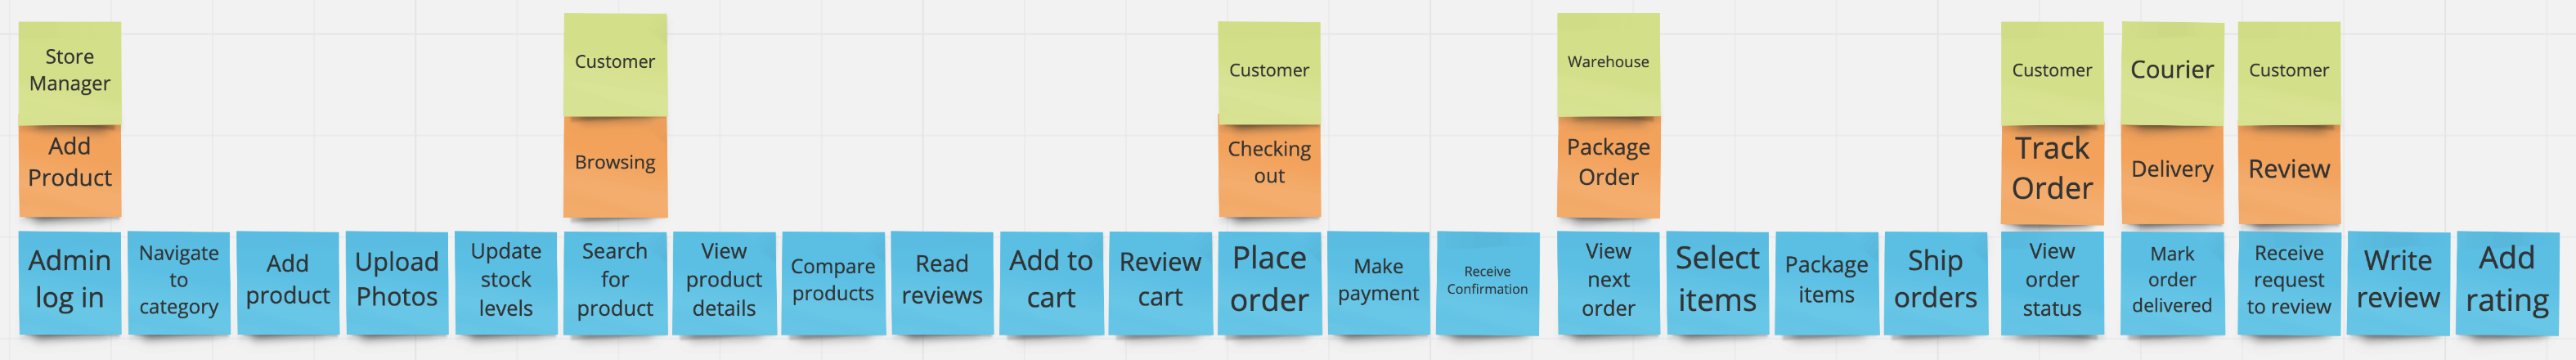 Store
Manager
Customer
Customer
Warehouse
Customer
Courier
Customer
Add
Product
Browsing
Checking
out
Package
Order
Track
Order
Delivery
Review
Admin
log in
Navigate
to
category
Add
product
Upload
Photos
Update
stock
levels
Search
for
product
View
product
details
Compare
products
Read
reviews
Add to
cart
Review
cart
Place
order
Make
payment
Receive
Confirmation
View
next
order
Select
items
Package
items
Ship
orders
View
order
status
Mark
order
delivered
Receive
request
to review
Write
review
Add
rating